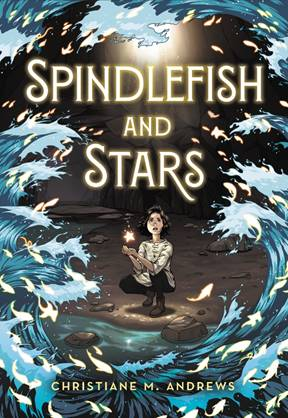 SPINDLEFISH
AND
STARS
CHRISTIANE M. ANDREWS